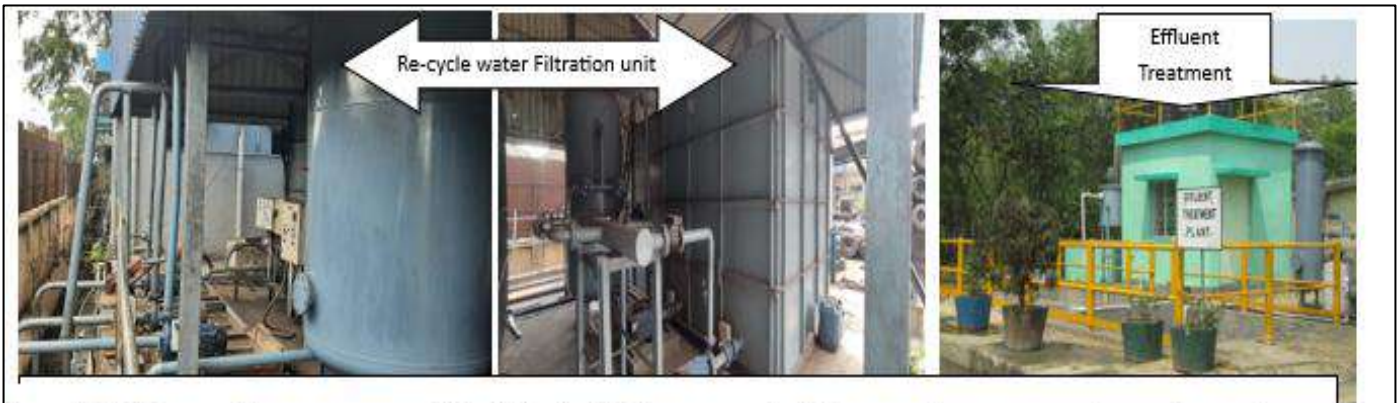 Re-cycle water Filtration unit
Effluent
Treatment
EFFLUENT
TREATMENT
PLANT